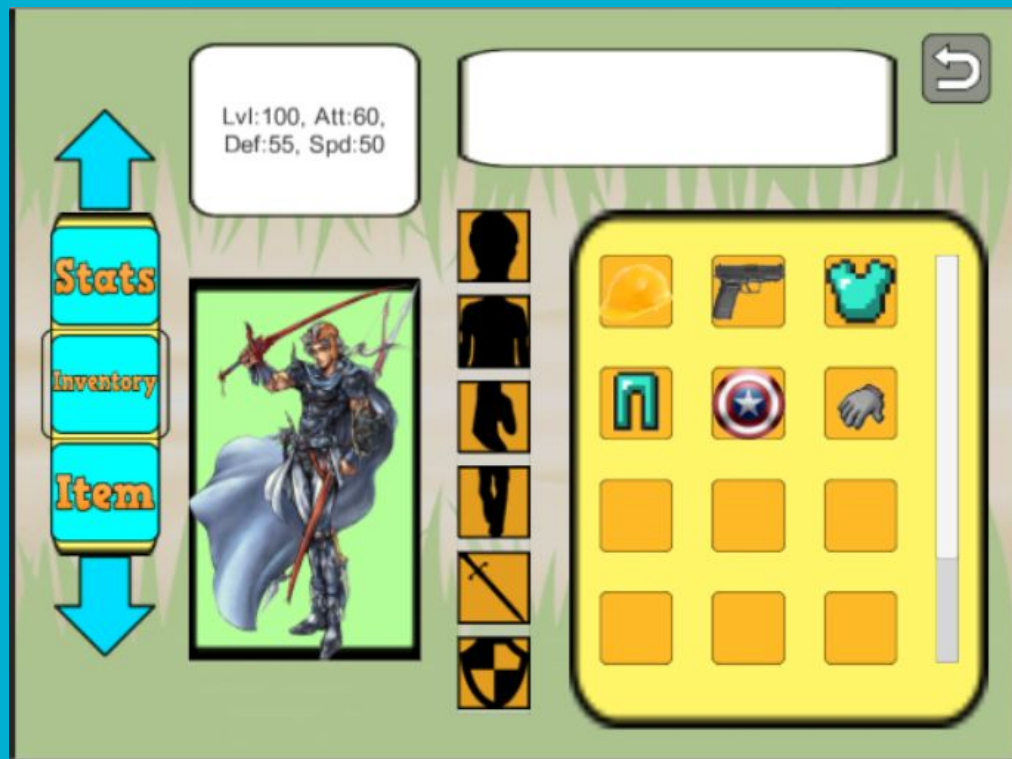 Lvl:100, Att:60,
Def:55, Spd:50
Stats
Inventory
Item